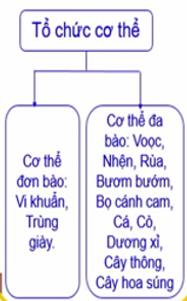 Tổ chức cơ thể
Cơ thể
đơn bào:
Vi khuẩn,
Trùng
giày.
Cơ thể đa
bào: Voọc,
Nhện, Rùa,
Bươm bướm,
Bọ cánh cam,
Cá, Cò,
Dương xỉ,
Cây thông,
Cây hoa súng